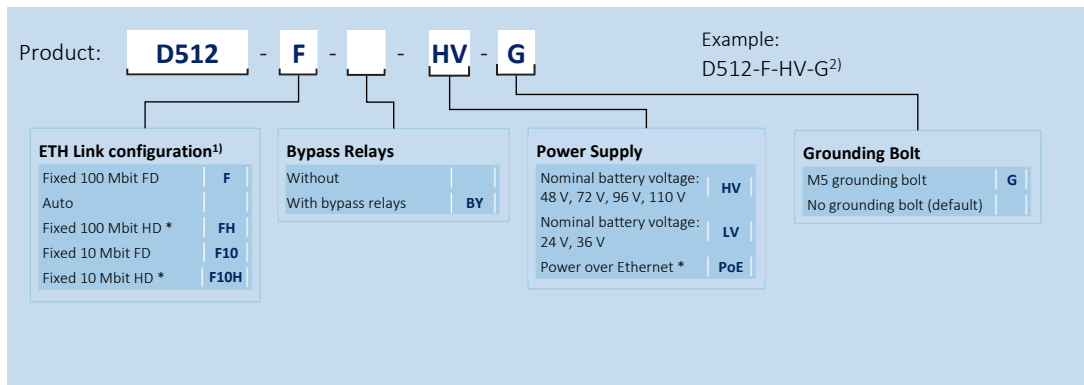 Product: D512 - F - - HV - G
Example:
D512-F-HV-G2)
ETH Link configuration1)
Fixed 100 Mbit FD F
Auto
Fixed 100 Mbit HD * FH
Fixed 10 Mbit FD F10
Fixed 10 Mbit HD * F10H
Bypass Relays
Without
With bypass relays BY
Power Supply
Nominal battery voltage:
48 V, 72 V, 96 V, 110 V HV
Nominal battery voltage:
24 V, 36 V LV
Power over Ethernet * PoE
Grounding Bolt
M5 grounding bolt G
No grounding bolt (default)